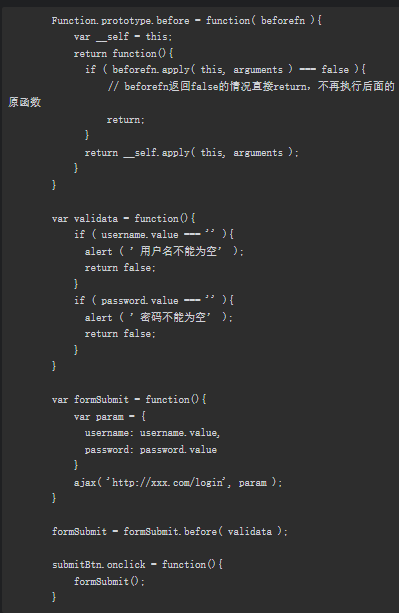 Function.prototype.before = function( beforefn ){
var __self = this;
return function(){
if ( beforefn.apply( this, arguments ) === false ){
// beforefn返回false的情况直接return，不再执行后面的
原函数
return;
}
return __self.apply( this, arguments );
}
}
var validata = function(){
if ( username.value === '' ){
alert ( ’用户名不能为空’ );
return false;
}
if ( password.value === '' ){
alert ( ’密码不能为空’ );
return false;
}
}
var formSubmit = function(){
var param = {
username: username.value,
password: password.value
}
ajax( 'http://xxx.com/login', param );
}
formSubmit = formSubmit.before( validata );
submitBtn.onclick = function(){
formSubmit();
}